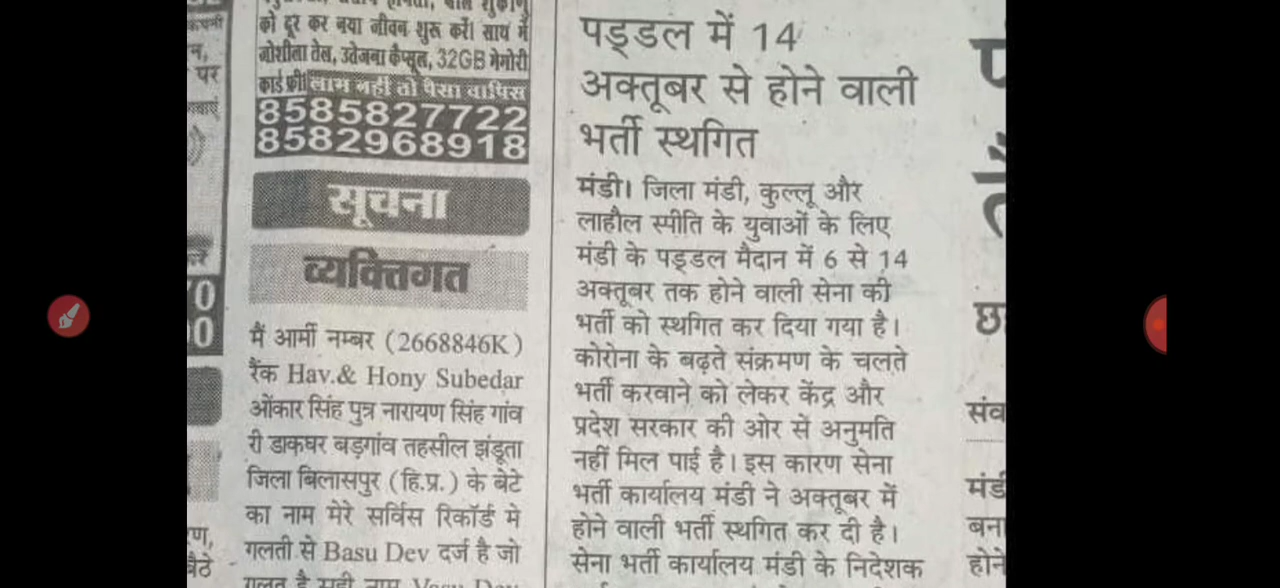 को दूर कर नया जीवन शुरू करें। साथ में
जोशीला तेल, उतेजना कैप्सूल, 32GB मेमोरी
कार्ड फ्री। लाभ नहीं तो पैसा वापिस
8585827722
8582968918
सूचना
व्यक्तिगत
मैं आर्मी नम्बर (2668846K)
रैंक Hav.& Hony Subedar
ओंकार सिंह पुत्र नारायण सिंह गांव
री डाकघर बड़गांव तहसील झंडूता
जिला बिलासपुर (हि.प्र.) के बेटे
का नाम मेरे सर्विस रिकॉर्ड में
गलती से Basu Dev दर्ज है जो
पड्डल में 14
अक्तूबर से होने वाली
भर्ती स्थगित
मंडी। जिला मंडी, कुल्लू और
लाहौल स्पीति के युवाओं के लिए
मंडी के पड्डल मैदान में 6 से 14
अक्तूबर तक होने वाली सेना की
भर्ती को स्थगित कर दिया गया है।
कोरोना के बढ़ते संक्रमण के चलते
भर्ती करवाने को लेकर केंद्र और
प्रदेश सरकार की ओर से अनुमति
नहीं मिल पाई है। इस कारण सेना
भर्ती कार्यालय मंडी ने अक्तूबर में
होने वाली भर्ती स्थगित कर दी है।
सेना भर्ती कार्यालय मंडी के निदेशक